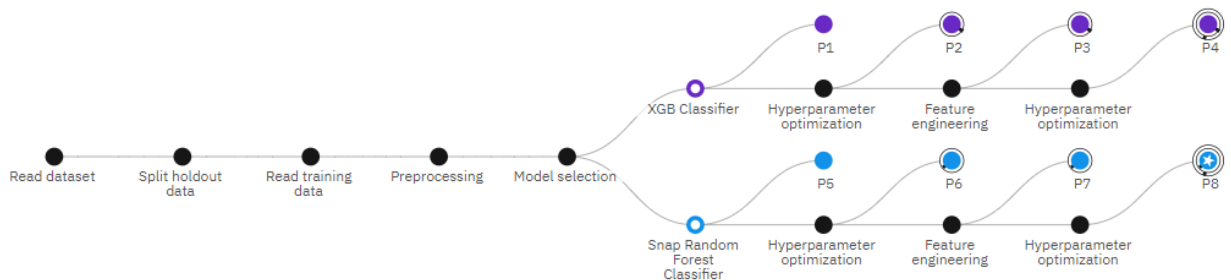 P1
P2
P3
P4
XGB Classifier
Hyperparameter
optimization
Feature
engineering
Hyperparameter
optimization
Read dataset
Split holdout
data
Read training
data
Preprocessing
Model selection
P5
P6
P7
P8
Snap Random
Forest
Classifier
Hyperparameter
optimization
Feature
engineering
Hyperparameter
optimization